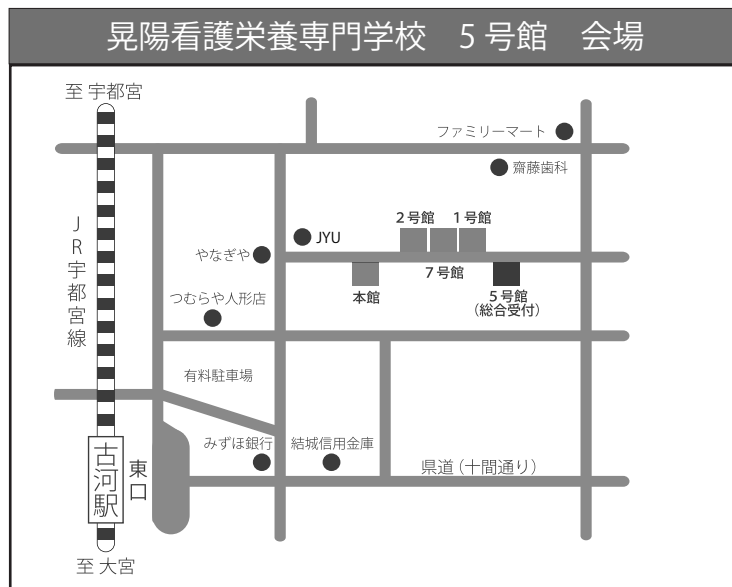 晃陽看護栄養専門学校　５号館　会場
至 宇都宮
ファミリーマート
齋藤歯科
ＪＲ宇都宮線
２号館　１号館
JYU
やなぎや
７号館
本館
５号館
（総合受付）
つむらや人形店
有料駐車場
みずほ銀行
結城信用金庫
県道（十間通り）
古河駅
東口
至 大宮